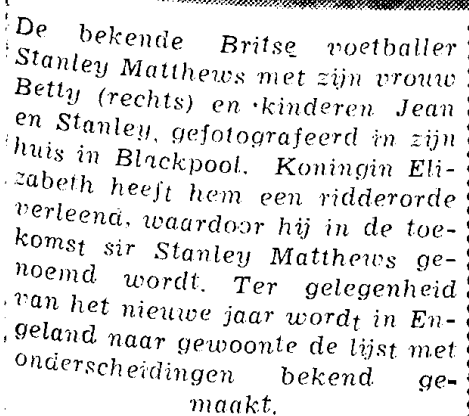 De bekende Britse voetballer
Stanley Matthews met zijn vrouw
Betty (rechts) en kinderen Jean
en Stanley, gefotografeerd in zijn
huis in Blackpool. Koningin Eli-
zabeth heeft hem een ridderorde
verleend, waardoor hij in de toe-
komst sir Stanley Matthews ge-
noemd wordt. Ter gelegenheid
van het nieuwe jaar wordt in En-
geland naar gewoonte de lijst met
onderscheidingen bekend ge-
maakt.